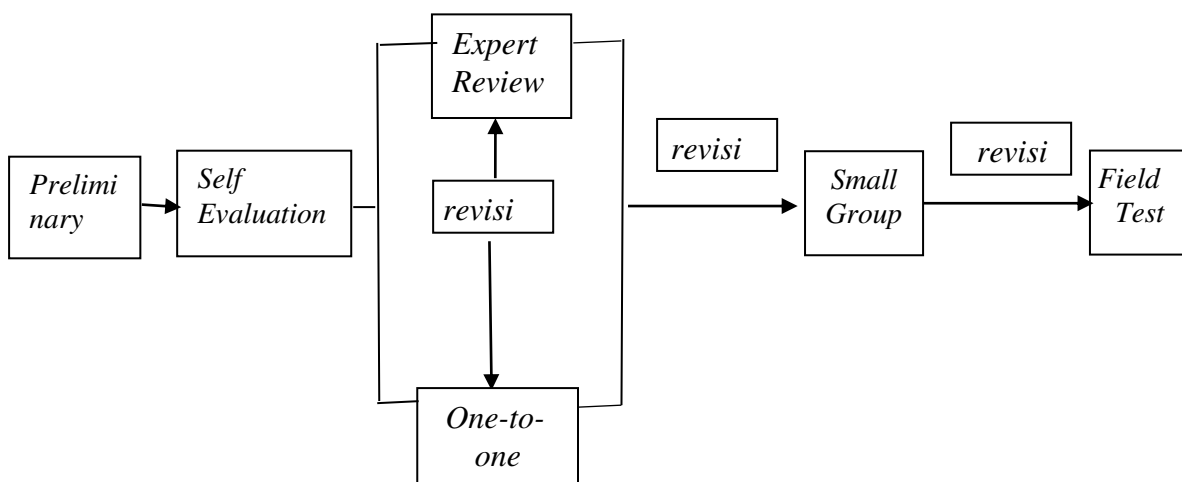 Prelimi
nary
Self
Evaluation
Expert
Review
revisi
One-to-
one
revisi
Small
Group
revisi
Field
Test